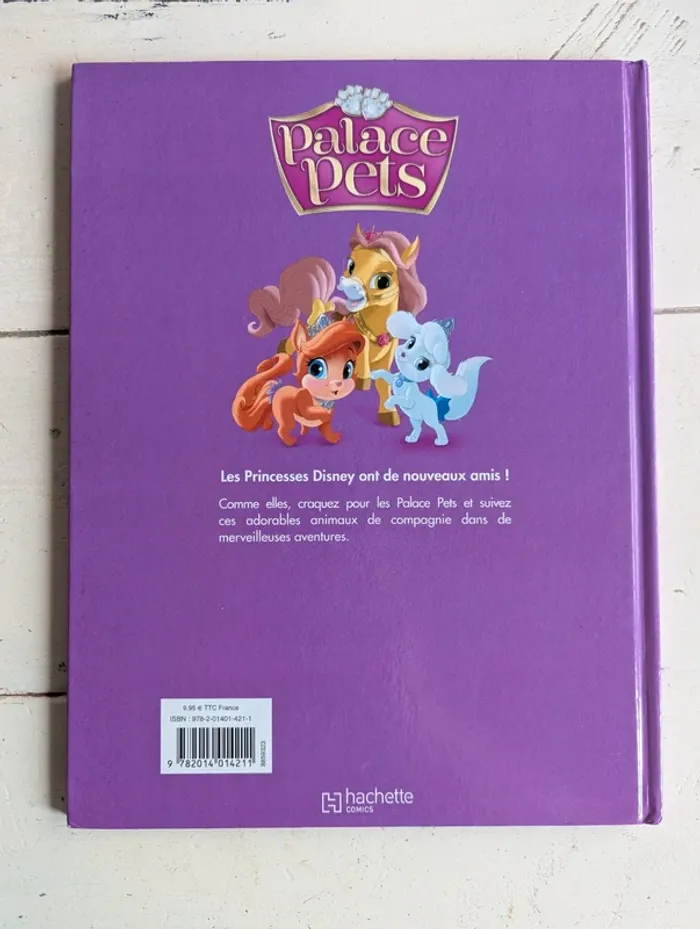 Palace
Pets
Les Princesses Disney ont de nouveaux amis !
Comme elles, craquez pour les Palace Pets et suivez
ces adorables animaux de compagnie dans de
merveilleuses aventures.
9.95 € TTC France
ISBN : 978-2-01401-421-1
9 782014 014211
8859323
hachette
COMICS